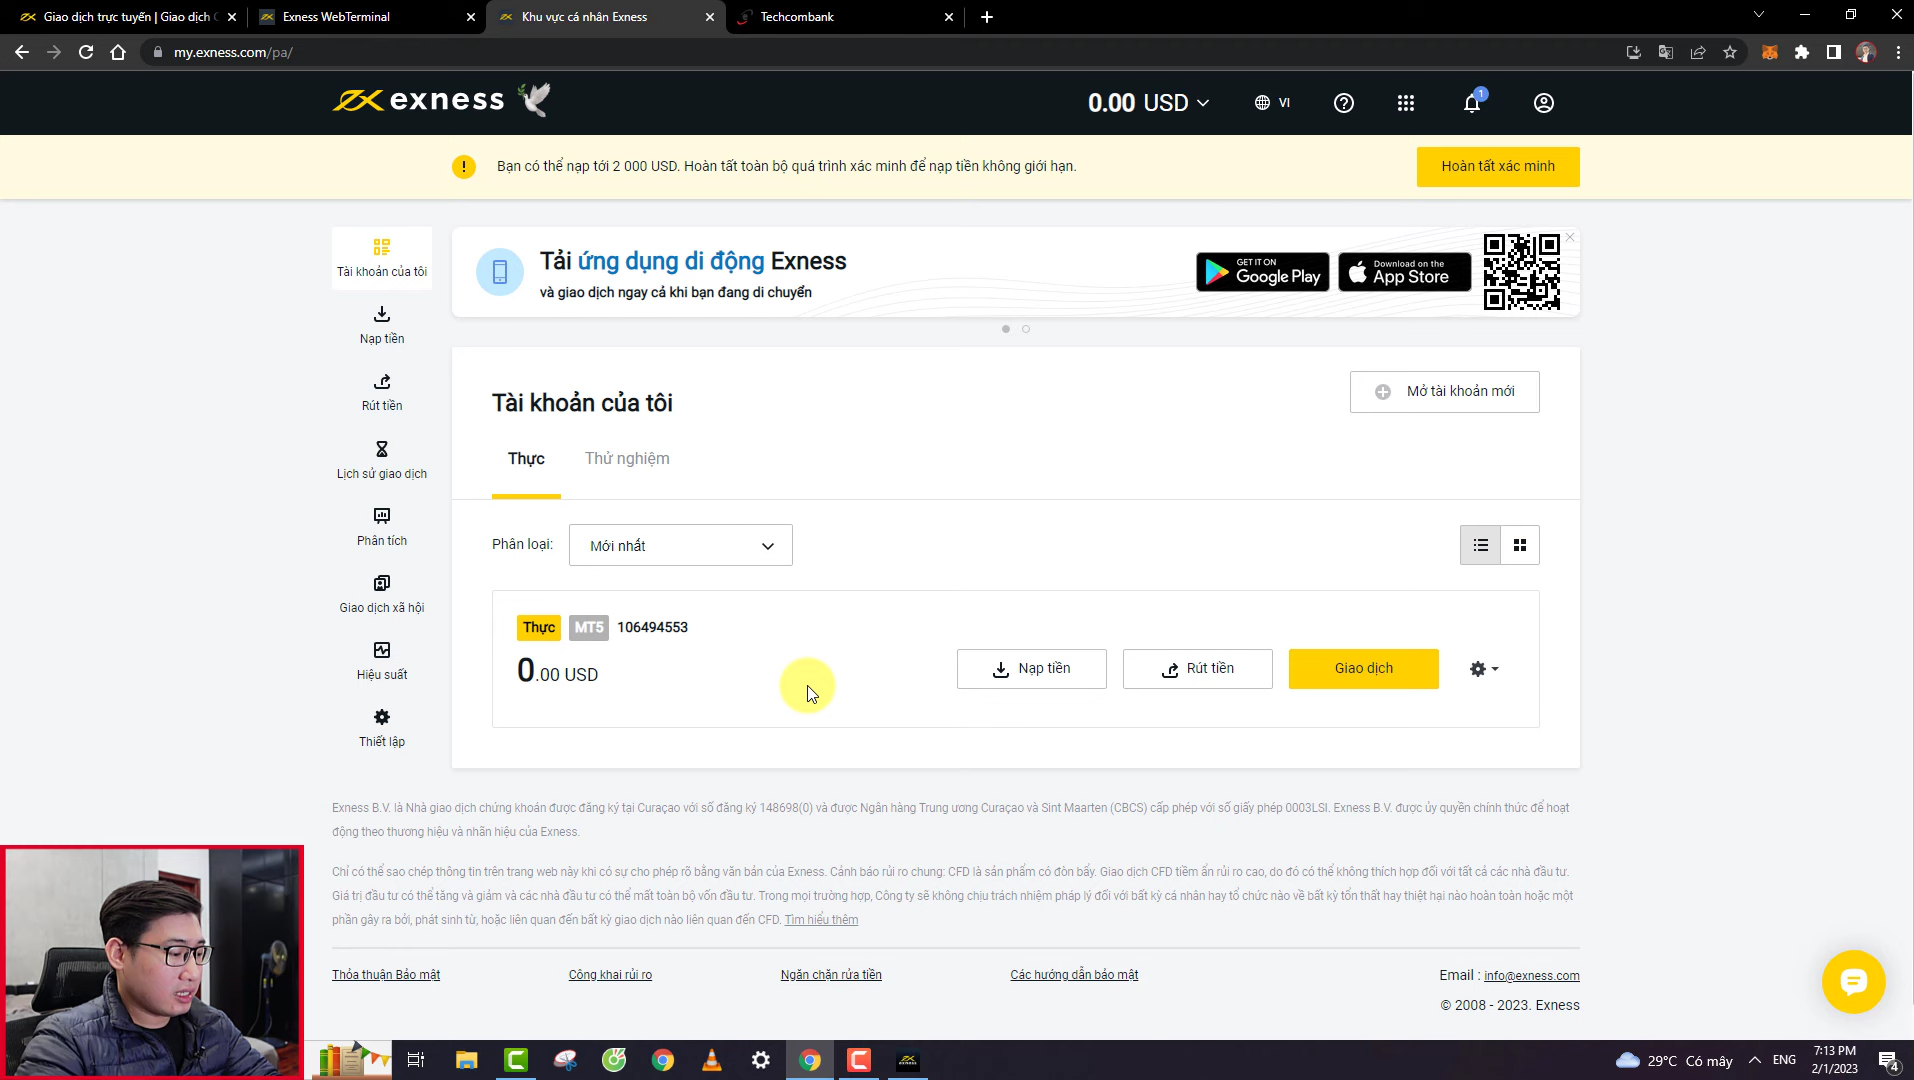 Giao dịch trực tuyến | Giao dịch
Exness WebTerminal
Khu vực cá nhân Exness
Techcombank
my.exness.com/pa/
exness
0.00 USD
VI
1
Bạn có thể nạp tới 2 000 USD. Hoàn tất toàn bộ quá trình xác minh để nạp tiền không giới hạn.
Hoàn tất xác minh
Tài khoản của tôi
Nạp tiền
Rút tiền
Lịch sử giao dịch
Phân tích
Giao dịch xã hội
Hiệu suất
Thiết lập
Tải ứng dụng di động Exness
và giao dịch ngay cả khi bạn đang di chuyển
GET IT ON
Google Play
Download on the
App Store
Tài khoản của tôi
Mở tài khoản mới
Thực
Thử nghiệm
Phân loại:
Mới nhất
Thực MT5 106494553
0.00 USD
Nạp tiền
Rút tiền
Giao dịch
Exness B.V. là Nhà giao dịch chứng khoán được đăng ký tại Curaçao với số đăng ký 148698(0) và được Ngân hàng Trung ương Curaçao và Sint Maarten (CBCS) cấp phép với số giấy phép 0003LSI. Exness B.V. được ủy quyền chính thức để hoạt
động theo thương hiệu và nhãn hiệu của Exness.
Chỉ có thể sao chép thông tin trên trang web này khi có sự cho phép rõ bằng văn bản của Exness. Cảnh báo rủi ro chung: CFD là sản phẩm có đòn bẩy. Giao dịch CFD tiềm ẩn rủi ro cao, do đó có thể không thích hợp đối với tất cả các nhà đầu tư.
Giá trị đầu tư có thể tăng và giảm và các nhà đầu tư có thể mất toàn bộ vốn đầu tư. Trong mọi trường hợp, Công ty sẽ không chịu trách nhiệm pháp lý đối với bất kỳ cá nhân hay tổ chức nào về bất kỳ tổn thất hay thiệt hại nào hoàn toàn hoặc một
phần gây ra bởi, phát sinh từ, hoặc liên quan đến bất kỳ giao dịch nào liên quan đến CFD. Tìm hiểu thêm
Thỏa thuận Bảo mật
Công khai rủi ro
Ngăn chặn rửa tiền
Các hướng dẫn bảo mật
Email : info@exness.com
© 2008 - 2023. Exness
29°C Có mây
ENG
7:13 PM
2/1/2023
4